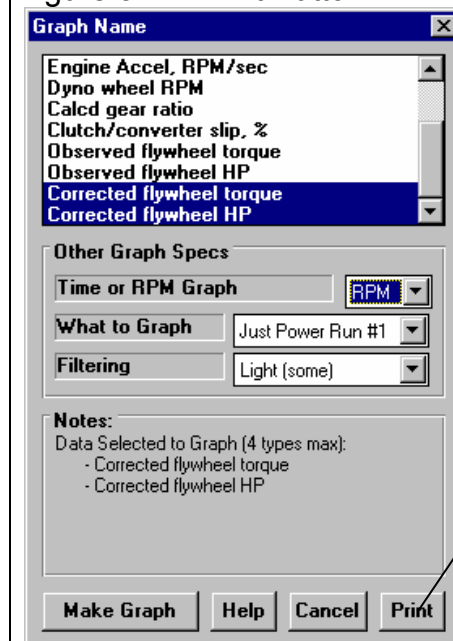 Graph Name
Engine Accel, RPM/sec
Dyno wheel RPM
Calcd gear ratio
Clutch/converter slip, %
Observed flywheel torque
Observed flywheel HP
Corrected flywheel torque
Corrected flywheel HP
Other Graph Specs
Time or RPM Graph RPM
What to Graph Just Power Run #1
Filtering Light (some)
Notes:
Data Selected to Graph (4 types max):
- Corrected flywheel torque
- Corrected flywheel HP
Make Graph Help Cancel Print